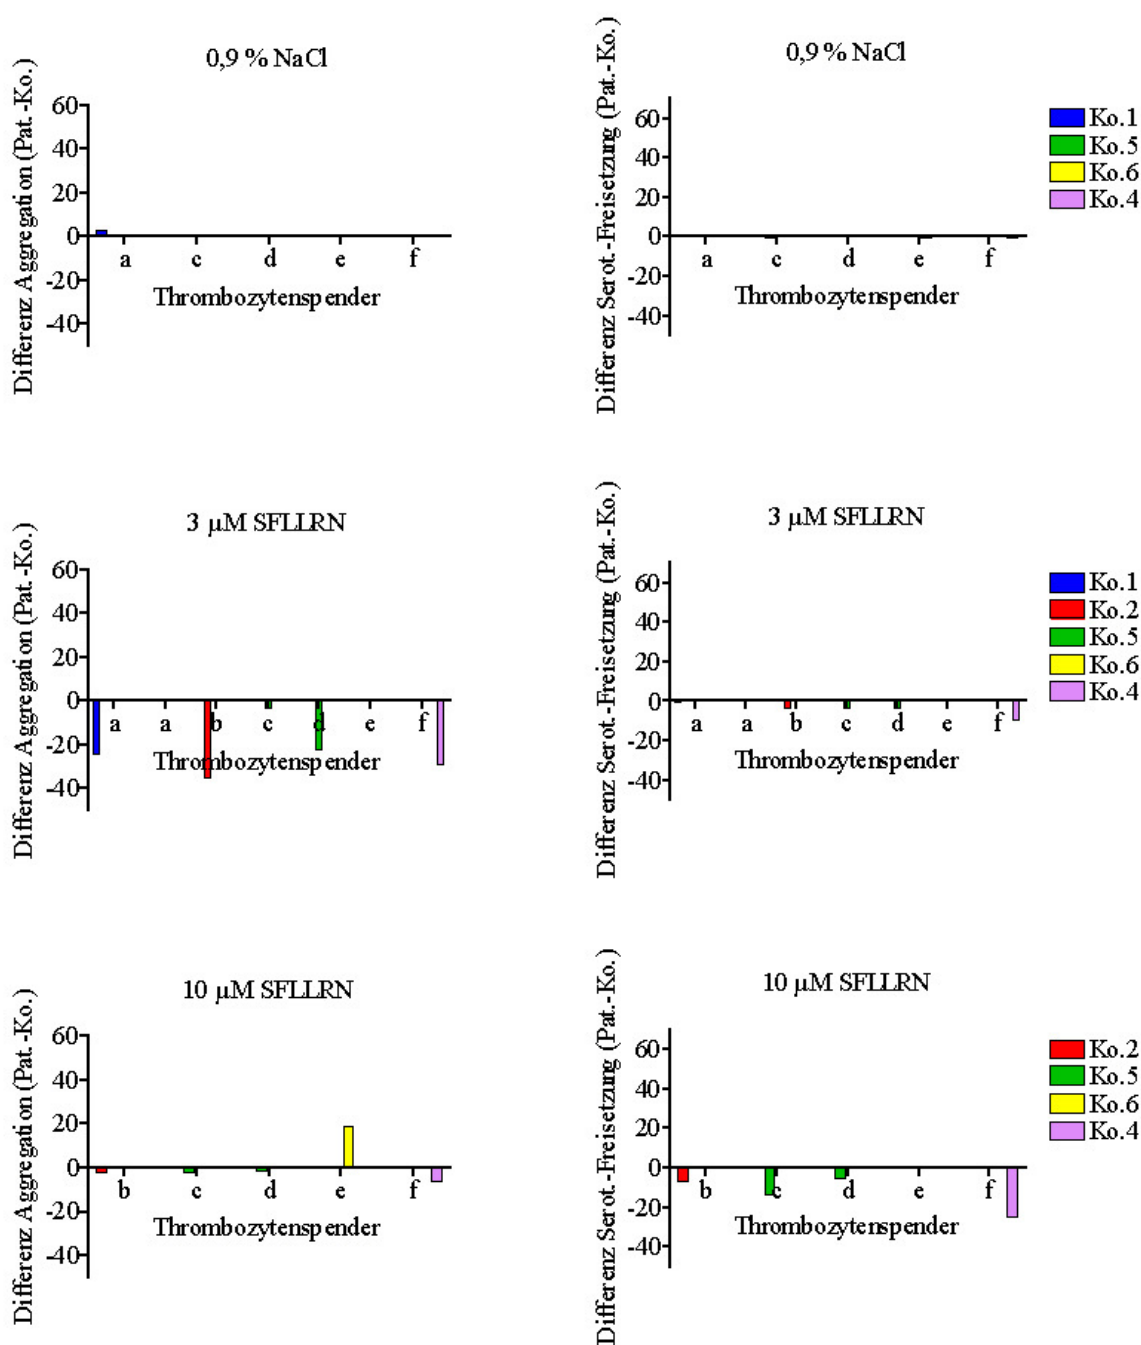 0,9 % NaCl
Differenz Aggregation (Pat.-Ko.)
60
40
20
0
-20
-40
a c d e f
Thrombozytenspender
0,9 % NaCl
Differenz Serot.-Freisetzung (Pat.-Ko.)
60
40
20
0
-20
-40
a c d e f
Thrombozytenspender
Ko.1
Ko.5
Ko.6
Ko.4
3 µM SFLLRN
Differenz Aggregation (Pat.-Ko.)
60
40
20
0
-20
-40
a a b c d e f
Thrombozytenspender
3 µM SFLLRN
Differenz Serot.-Freisetzung (Pat.-Ko.)
60
40
20
0
-20
-40
a a b c d e f
Thrombozytenspender
Ko.1
Ko.2
Ko.5
Ko.6
Ko.4
10 µM SFLLRN
Differenz Aggregation (Pat.-Ko.)
60
40
20
0
-20
-40
b c d e f
Thrombozytenspender
10 µM SFLLRN
Differenz Serot.-Freisetzung (Pat.-Ko.)
60
40
20
0
-20
-40
b c d e f
Thrombozytenspender
Ko.2
Ko.5
Ko.6
Ko.4